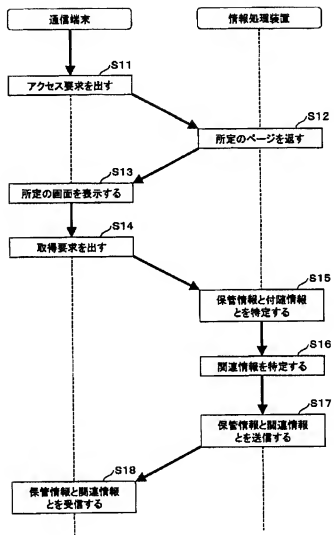 通信端末
情報処理装置
S11
アクセス要求を出す
S12
所定のページを返す
S13
所定の画面を表示する
S14
取得要求を出す
S15
保管情報と付随情報
とを特定する
S16
関連情報を特定する
S17
保管情報と関連情報
とを送信する
S18
保管情報と関連情報
とを受信する